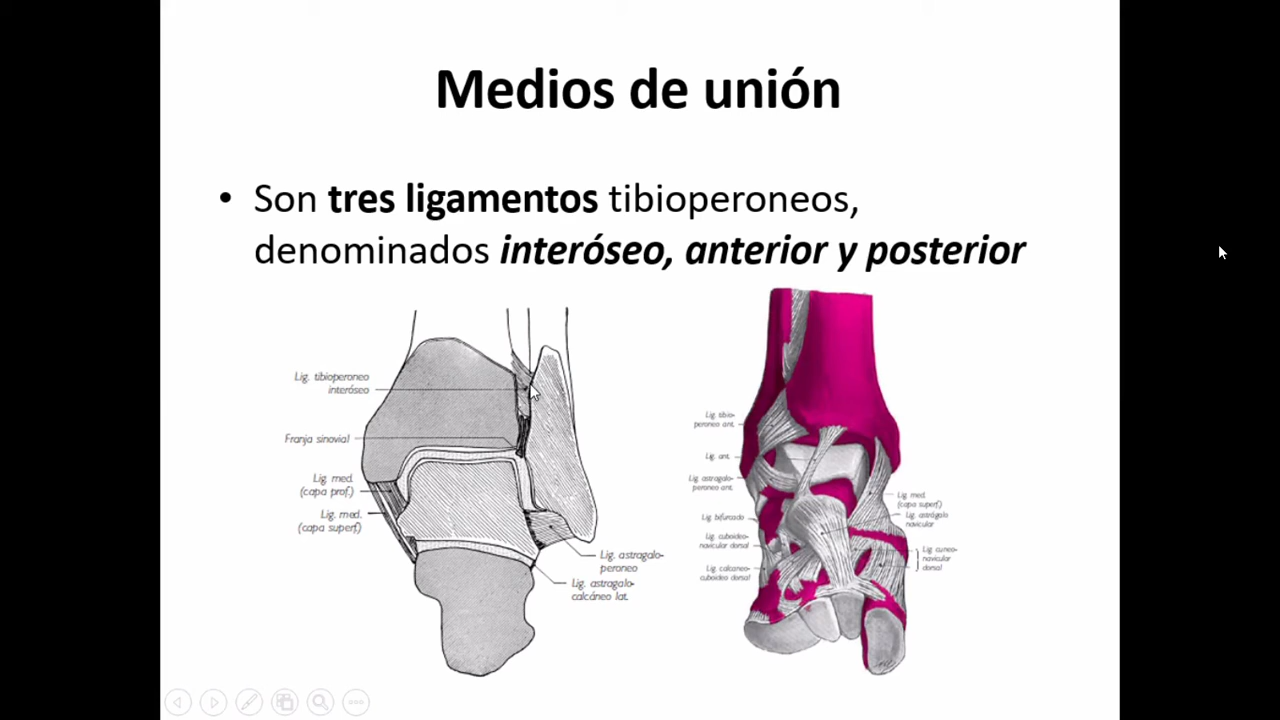 Medios de unión
• Son tres ligamentos tibioperoneos,
denominados interóseo, anterior y posterior
Lig. tibioperoneo
interóseo
Franja sinovial
Lig. med.
(capa prof.)
Lig. med.
(capa superf.)
Lig. astragalo-
peroneo
Lig. astragalo-
calcáneo lat.
Lig. tibio-
peroneo ant.
Lig. ant.
Lig. astragalo-
peroneo ant.
Lig. bifurcado
Lig. cuboideo-
navicular dorsal
Lig. calcaneo-
cuboideo dorsal
Lig. med.
(capa superf.)
Lig. astrágalo
navicular
Lig. cuneo-
navicular
dorsal